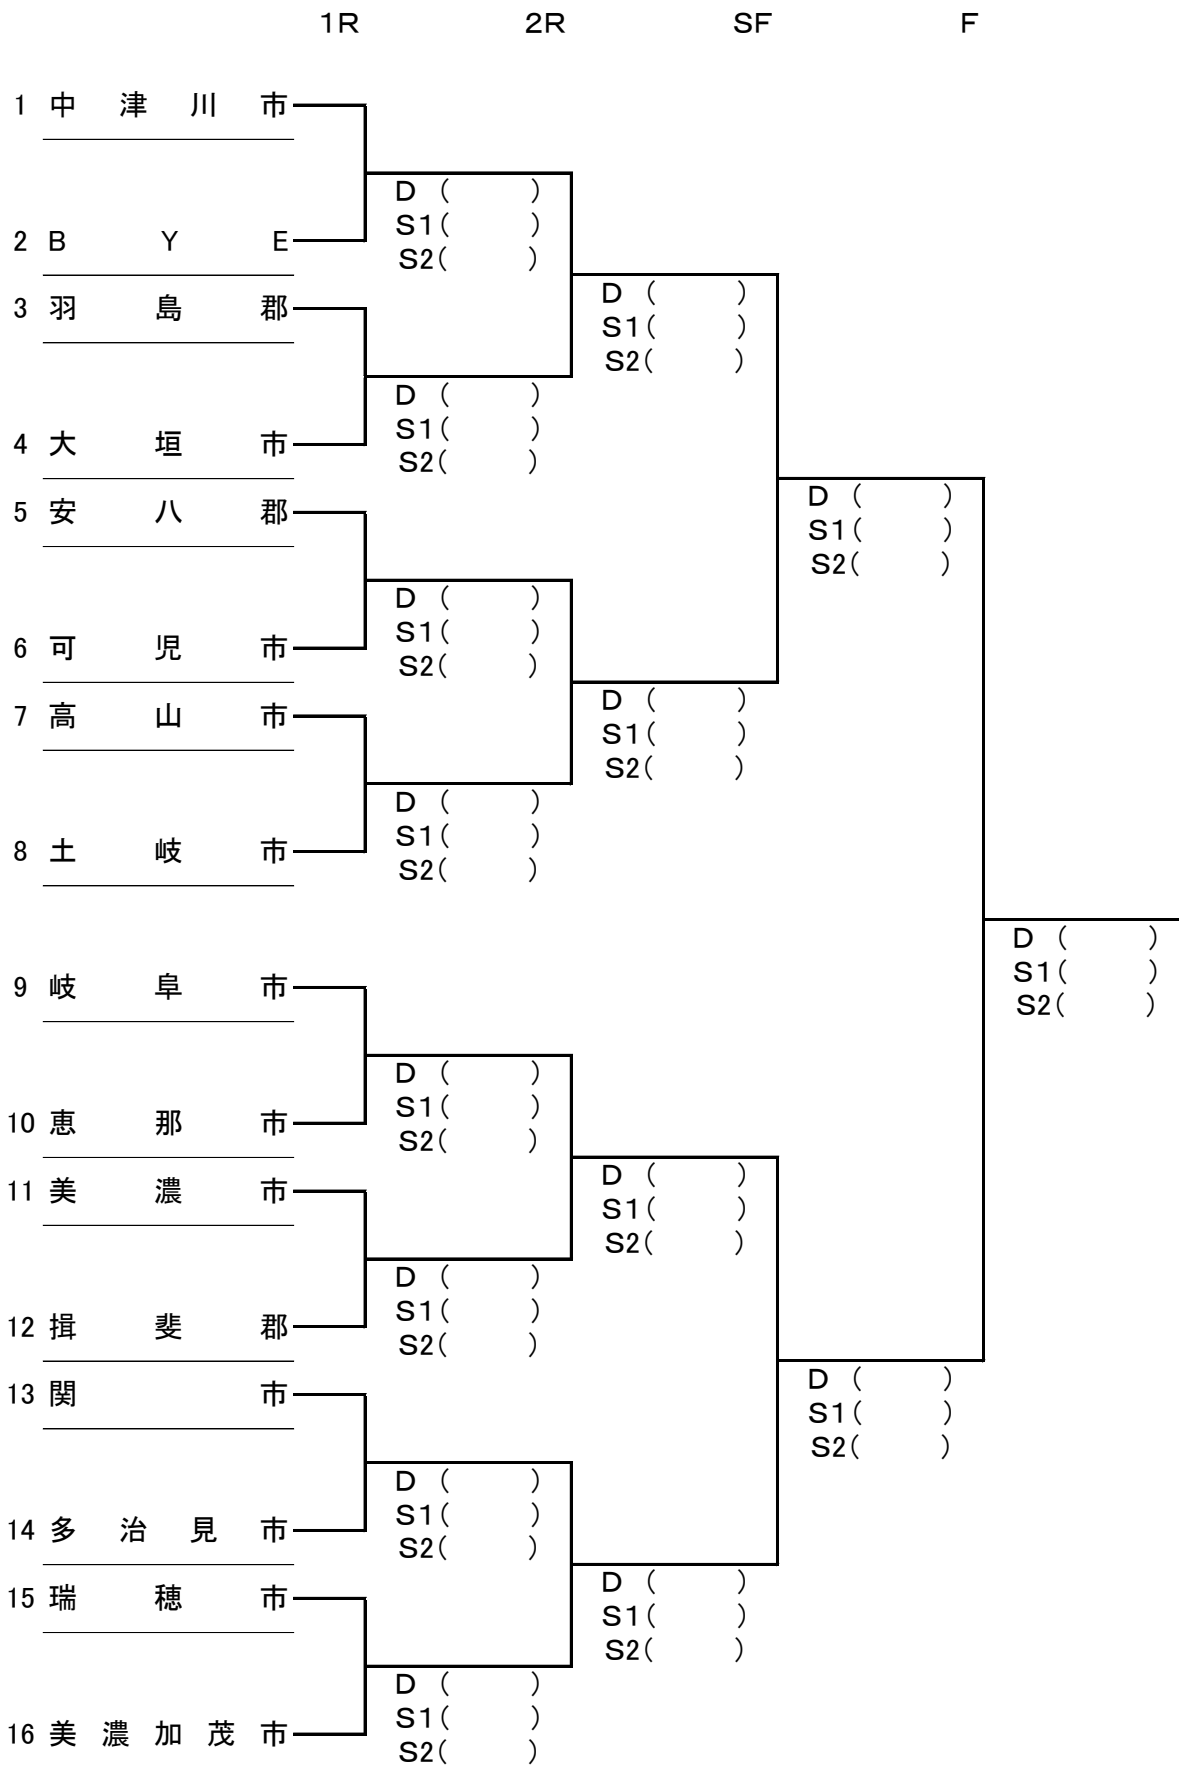 1R 2R SF F
1 中津川市
D ( )
S1( )
2 BYE
S2( )
3 羽島郡
D ( )
S1( )
S2( )
D ( )
S1( )
4 大垣市
S2( )
5 安八郡
D ( )
S1( )
S2( )
D ( )
S1( )
6 可児市
S2( )
7 高山市
D ( )
S1( )
S2( )
D ( )
S1( )
8 土岐市
S2( )
D ( )
S1( )
9 岐阜市
S2( )
D ( )
S1( )
10 恵那市
S2( )
11 美濃市
D ( )
S1( )
S2( )
D ( )
S1( )
12 揖斐郡
S2( )
13 関市
D ( )
S1( )
S2( )
D ( )
S1( )
14 多治見市
S2( )
15 瑞穂市
D ( )
S1( )
S2( )
D ( )
S1( )
16 美濃加茂市
S2( )